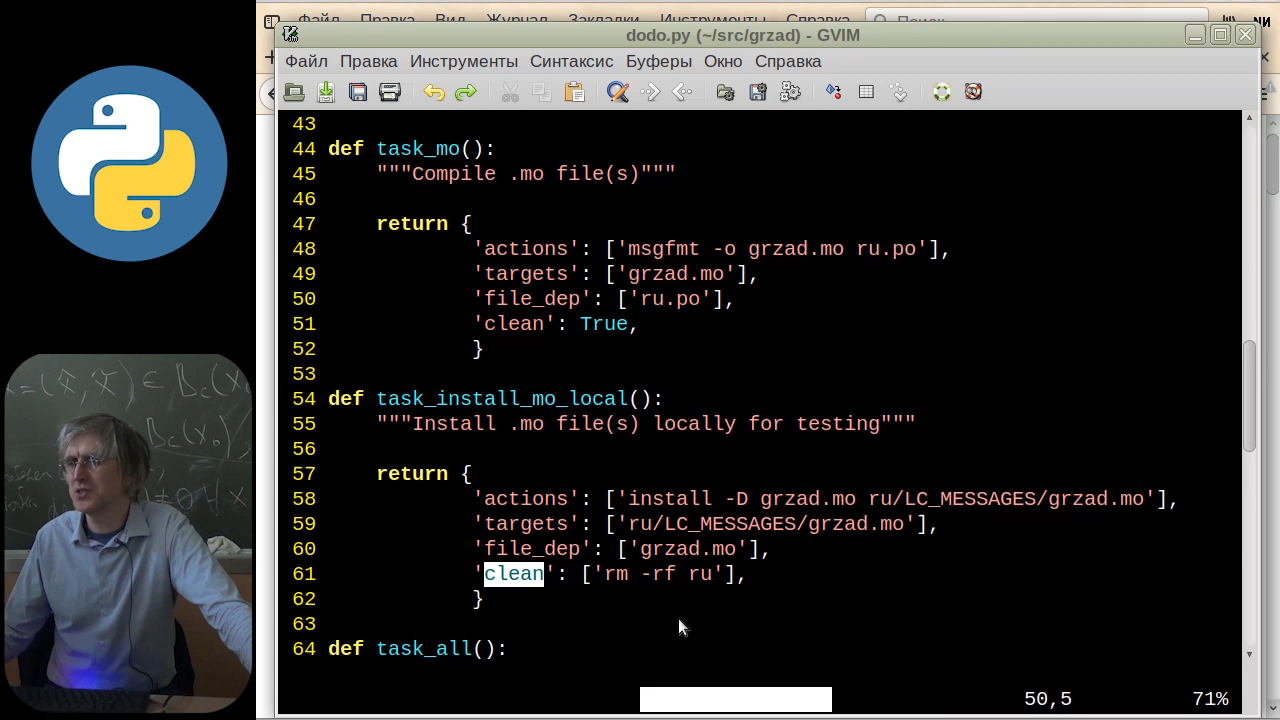 Файл Правка Вид Журнал Закладки Инструменты Справка Поиск
dodo.py (~/src/grzad) - GVIM
Файл Правка Инструменты Синтаксис Буферы Окно Справка
43
44 def task_mo():
45     """Compile .mo file(s)"""
46
47     return {
48             'actions': ['msgfmt -o grzad.mo ru.po'],
49             'targets': ['grzad.mo'],
50             'file_dep': ['ru.po'],
51             'clean': True,
52             }
53
54 def task_install_mo_local():
55     """Install .mo file(s) locally for testing"""
56
57     return {
58             'actions': ['install -D grzad.mo ru/LC_MESSAGES/grzad.mo'],
59             'targets': ['ru/LC_MESSAGES/grzad.mo'],
60             'file_dep': ['grzad.mo'],
61             'clean': ['rm -rf ru'],
62             }
63
64 def task_all():
50,5 71%